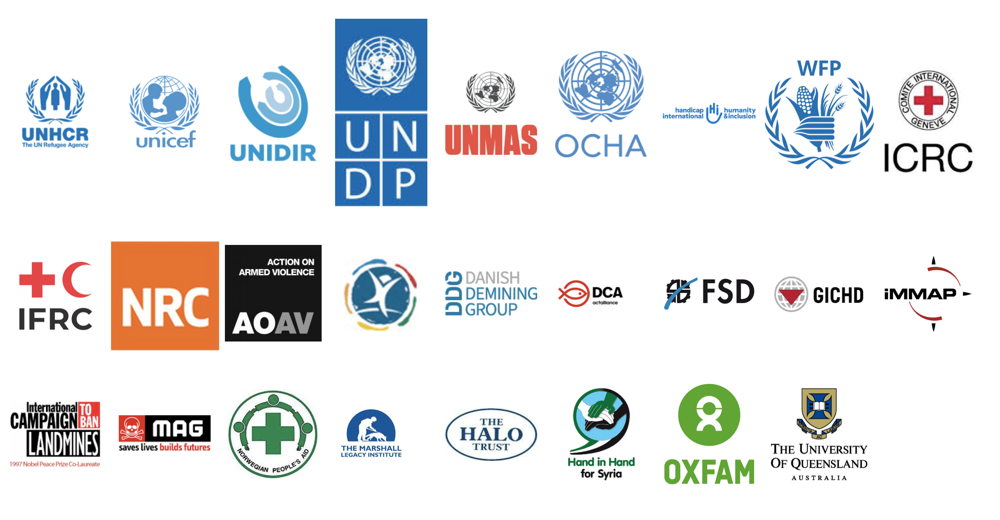 UNHCR
The UN Refugee Agency
unicef
UNIDIR
UN
DP
UNMAS
OCHA
handicap international
Hi
humanity &inclusion
WFP
COMITE INTERNATIONAL GENEVE
ICRC
IFRC
NRC
ACTION ON
ARMED VIOLENCE
AOAV
DDG
DANISH
DEMINING
GROUP
DCA
actalliance
FSD
GICHD
iMMAP
International TO
CAMPAIGN BAN
LANDMINES
1997 Nobel Peace Prize Co-Laureate
MAG
saves lives builds futures
NORWEGIAN PEOPLE'S AID
THE MARSHALL
LEGACY INSTITUTE
THE
HALO
TRUST
Hand in Hand
for Syria
OXFAM
SCIENTIA AC LABORE
THE UNIVERSITY
OF QUEENSLAND
AUSTRALIA